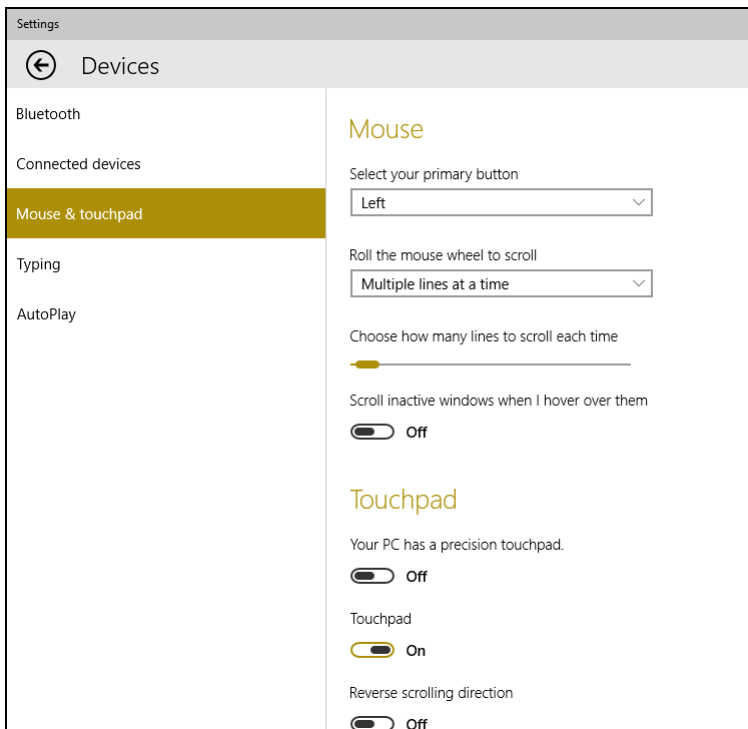 Settings
Devices
Bluetooth
Connected devices
Mouse & touchpad
Typing
AutoPlay
Mouse
Select your primary button
Left
Roll the mouse wheel to scroll
Multiple lines at a time
Choose how many lines to scroll each time
Scroll inactive windows when I hover over them
Off
Touchpad
Your PC has a precision touchpad.
Off
Touchpad
On
Reverse scrolling direction
Off